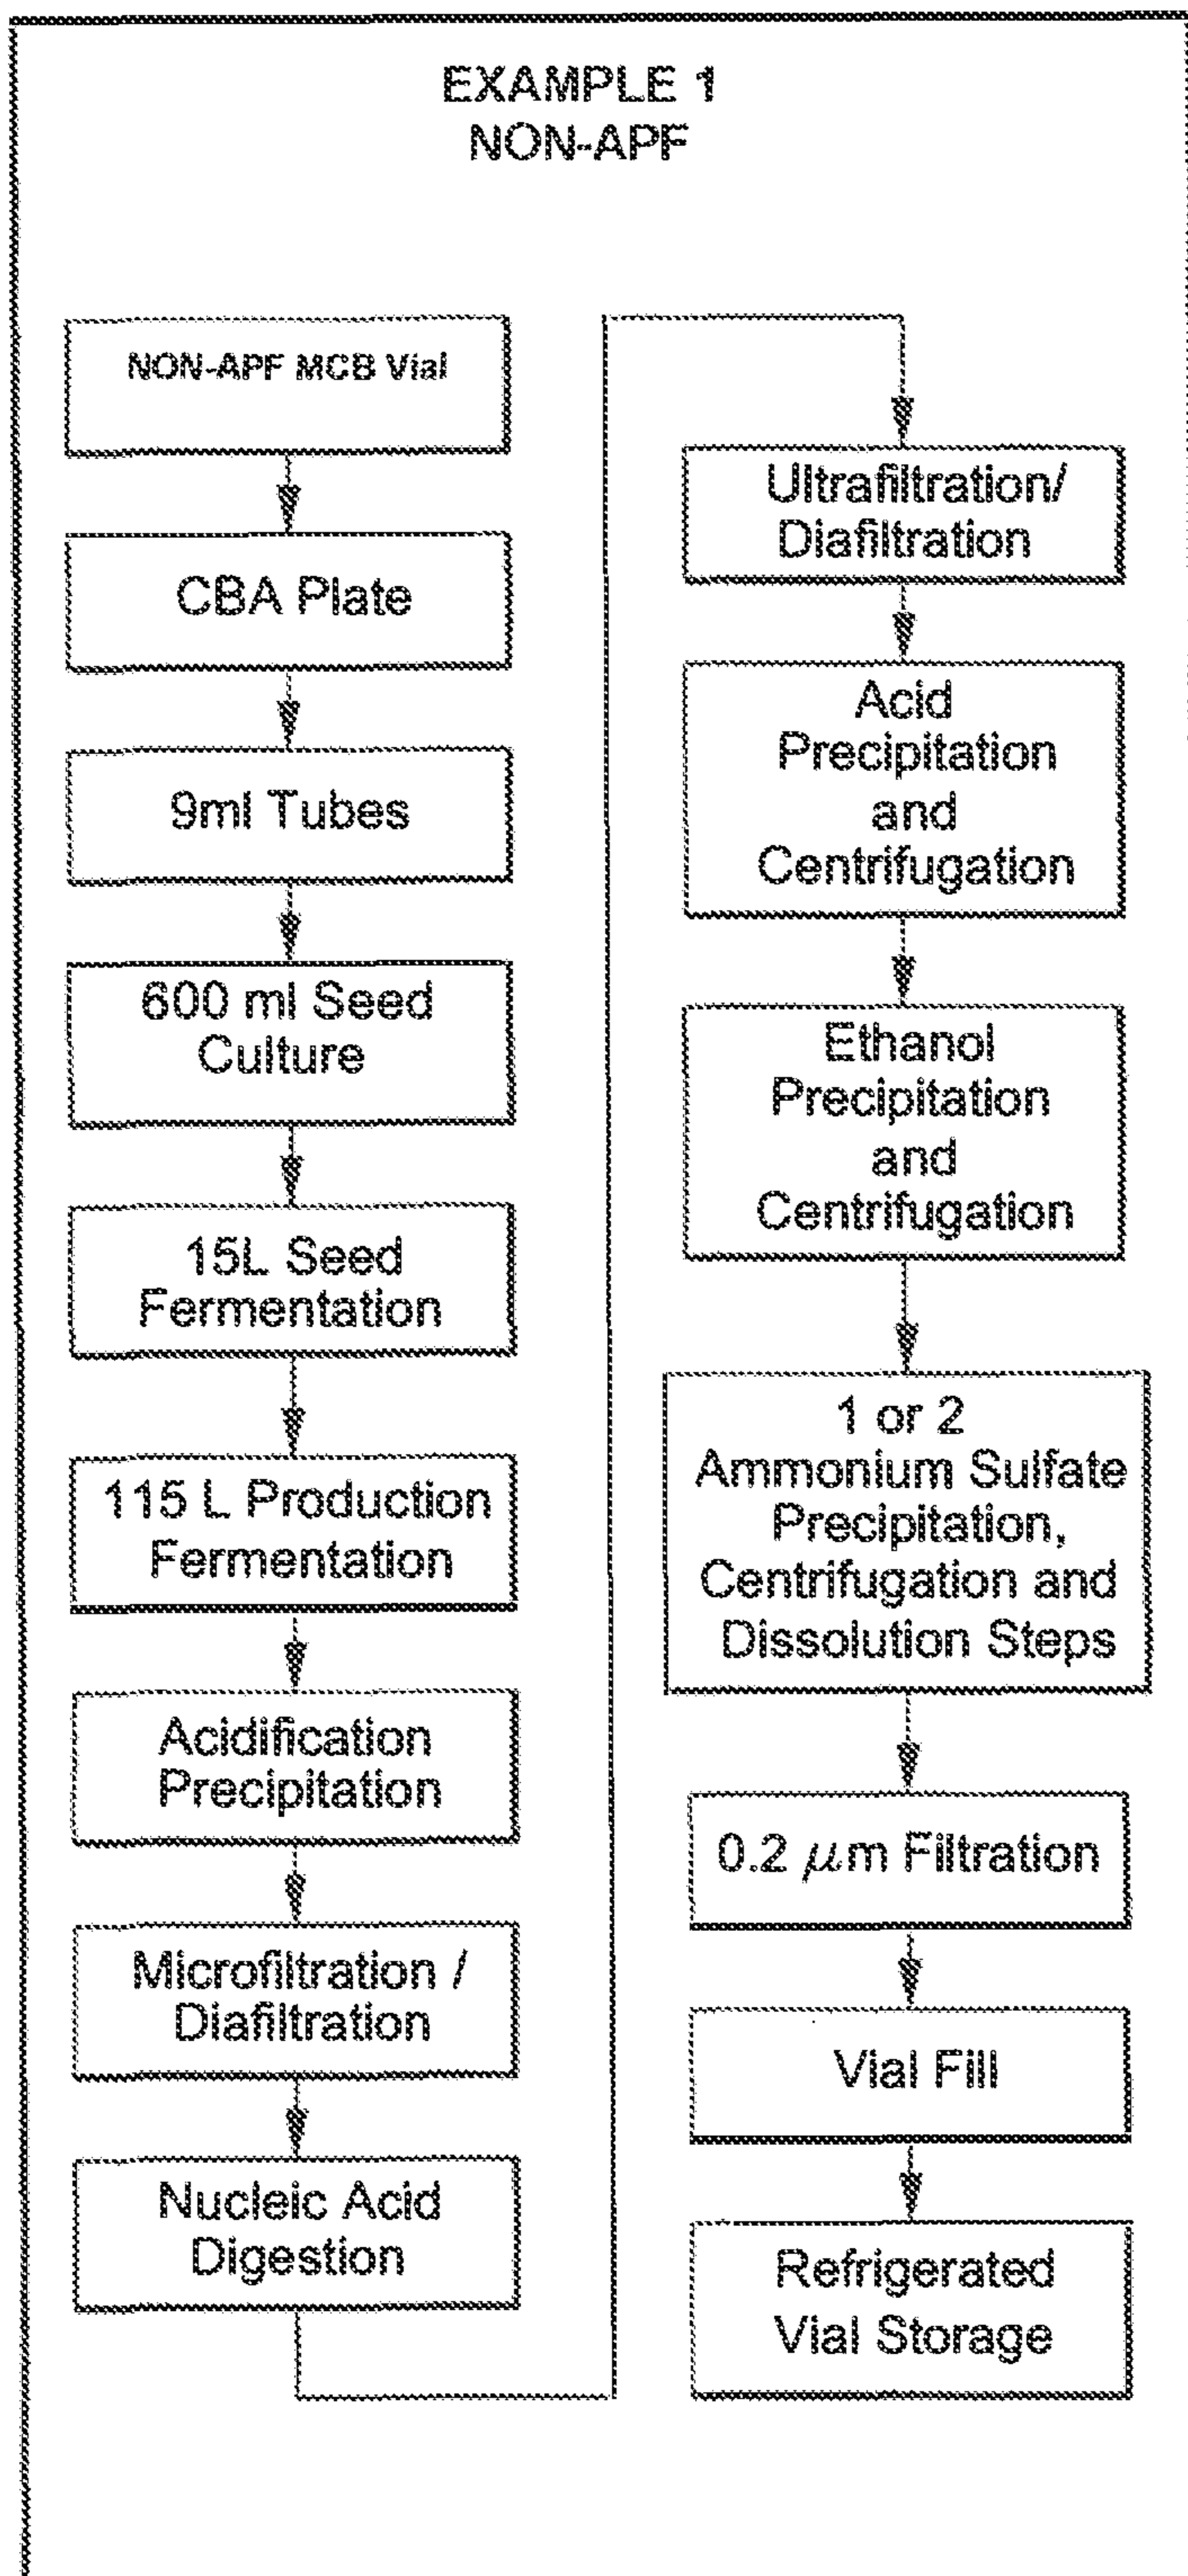 EXAMPLE 1
NON-APF
NON-APF MCB Vial
CBA Plate
9ml Tubes
600 ml Seed
Culture
15L Seed
Fermentation
115 L Production
Fermentation
Acidification
Precipitation
Microfiltration /
Diafiltration
Nucleic Acid
Digestion
Ultrafiltration/
Diafiltration
Acid
Precipitation
and
Centrifugation
Ethanol
Precipitation
and
Centrifugation
1 or 2
Ammonium Sulfate
Precipitation,
Centrifugation and
Dissolution Steps
0.2 μm Filtration
Vial Fill
Refrigerated
Vial Storage